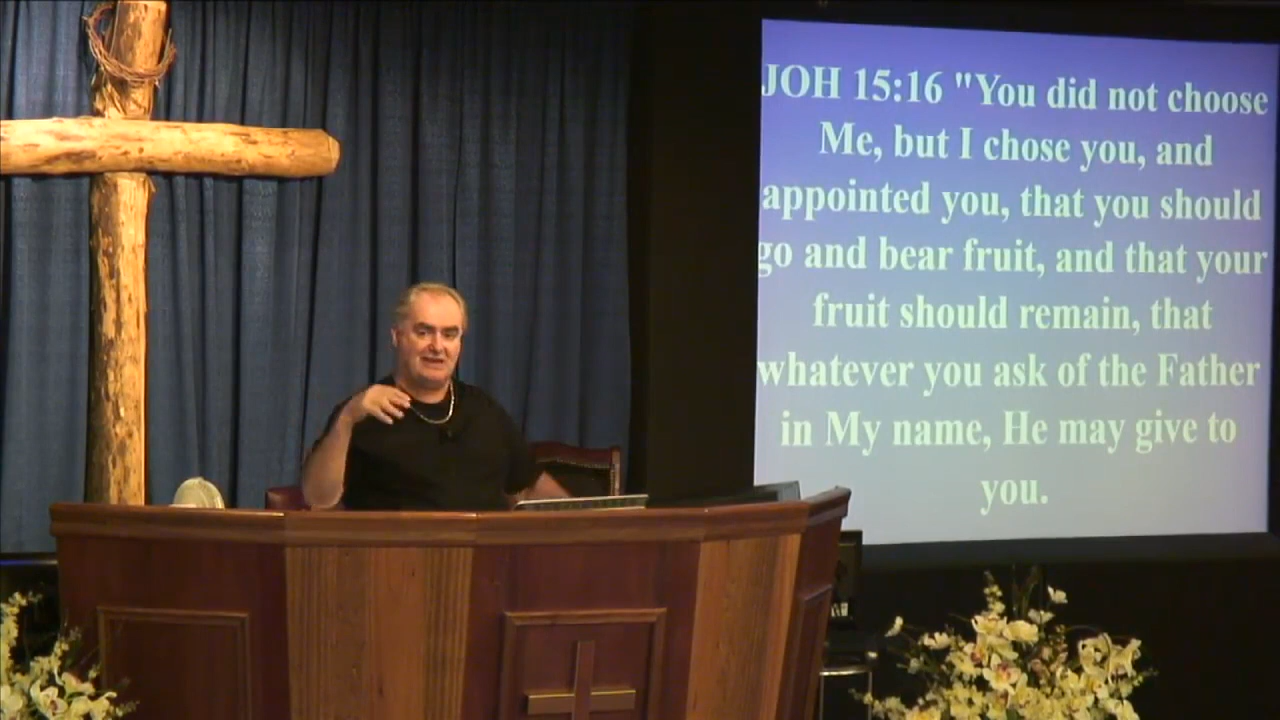 JOH 15:16 "You did not choose
Me, but I chose you, and
appointed you, that you should
go and bear fruit, and that your
fruit should remain, that
whatever you ask of the Father
in My name, He may give to
you.